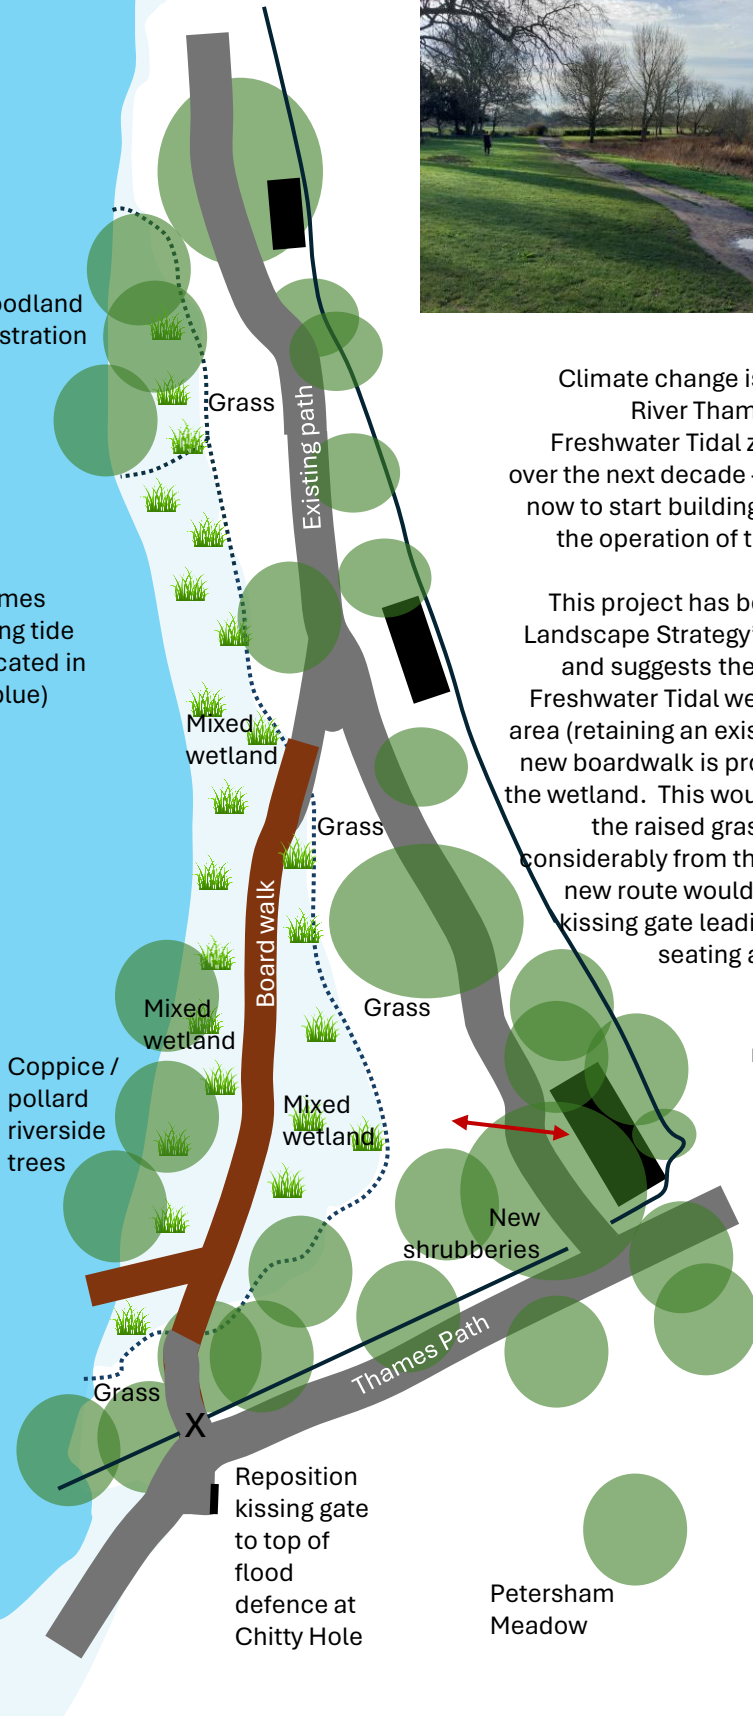 oodland
stration
Grass
Existing path
Climate change is
River Tham
Freshwater Tidal z
over the next decade -
now to start building
the operation of t
This project has be
Landscape Strategy'
and suggests the
Freshwater Tidal we
area (retaining an exis
new boardwalk is pro
the wetland. This wou
the raised gras
considerably from th
new route would
kissing gate leadi
seating a
mes
ng tide
cated in
blue)
Mixed
wetland
Grass
Board walk
Grass
Mixed
wetland
Coppice /
pollard
riverside
trees
Mixed
wetland
New
shrubberies
Thames Path
Grass
X
Reposition
kissing gate
to top of
flood
defence at
Chitty Hole
Petersham
Meadow